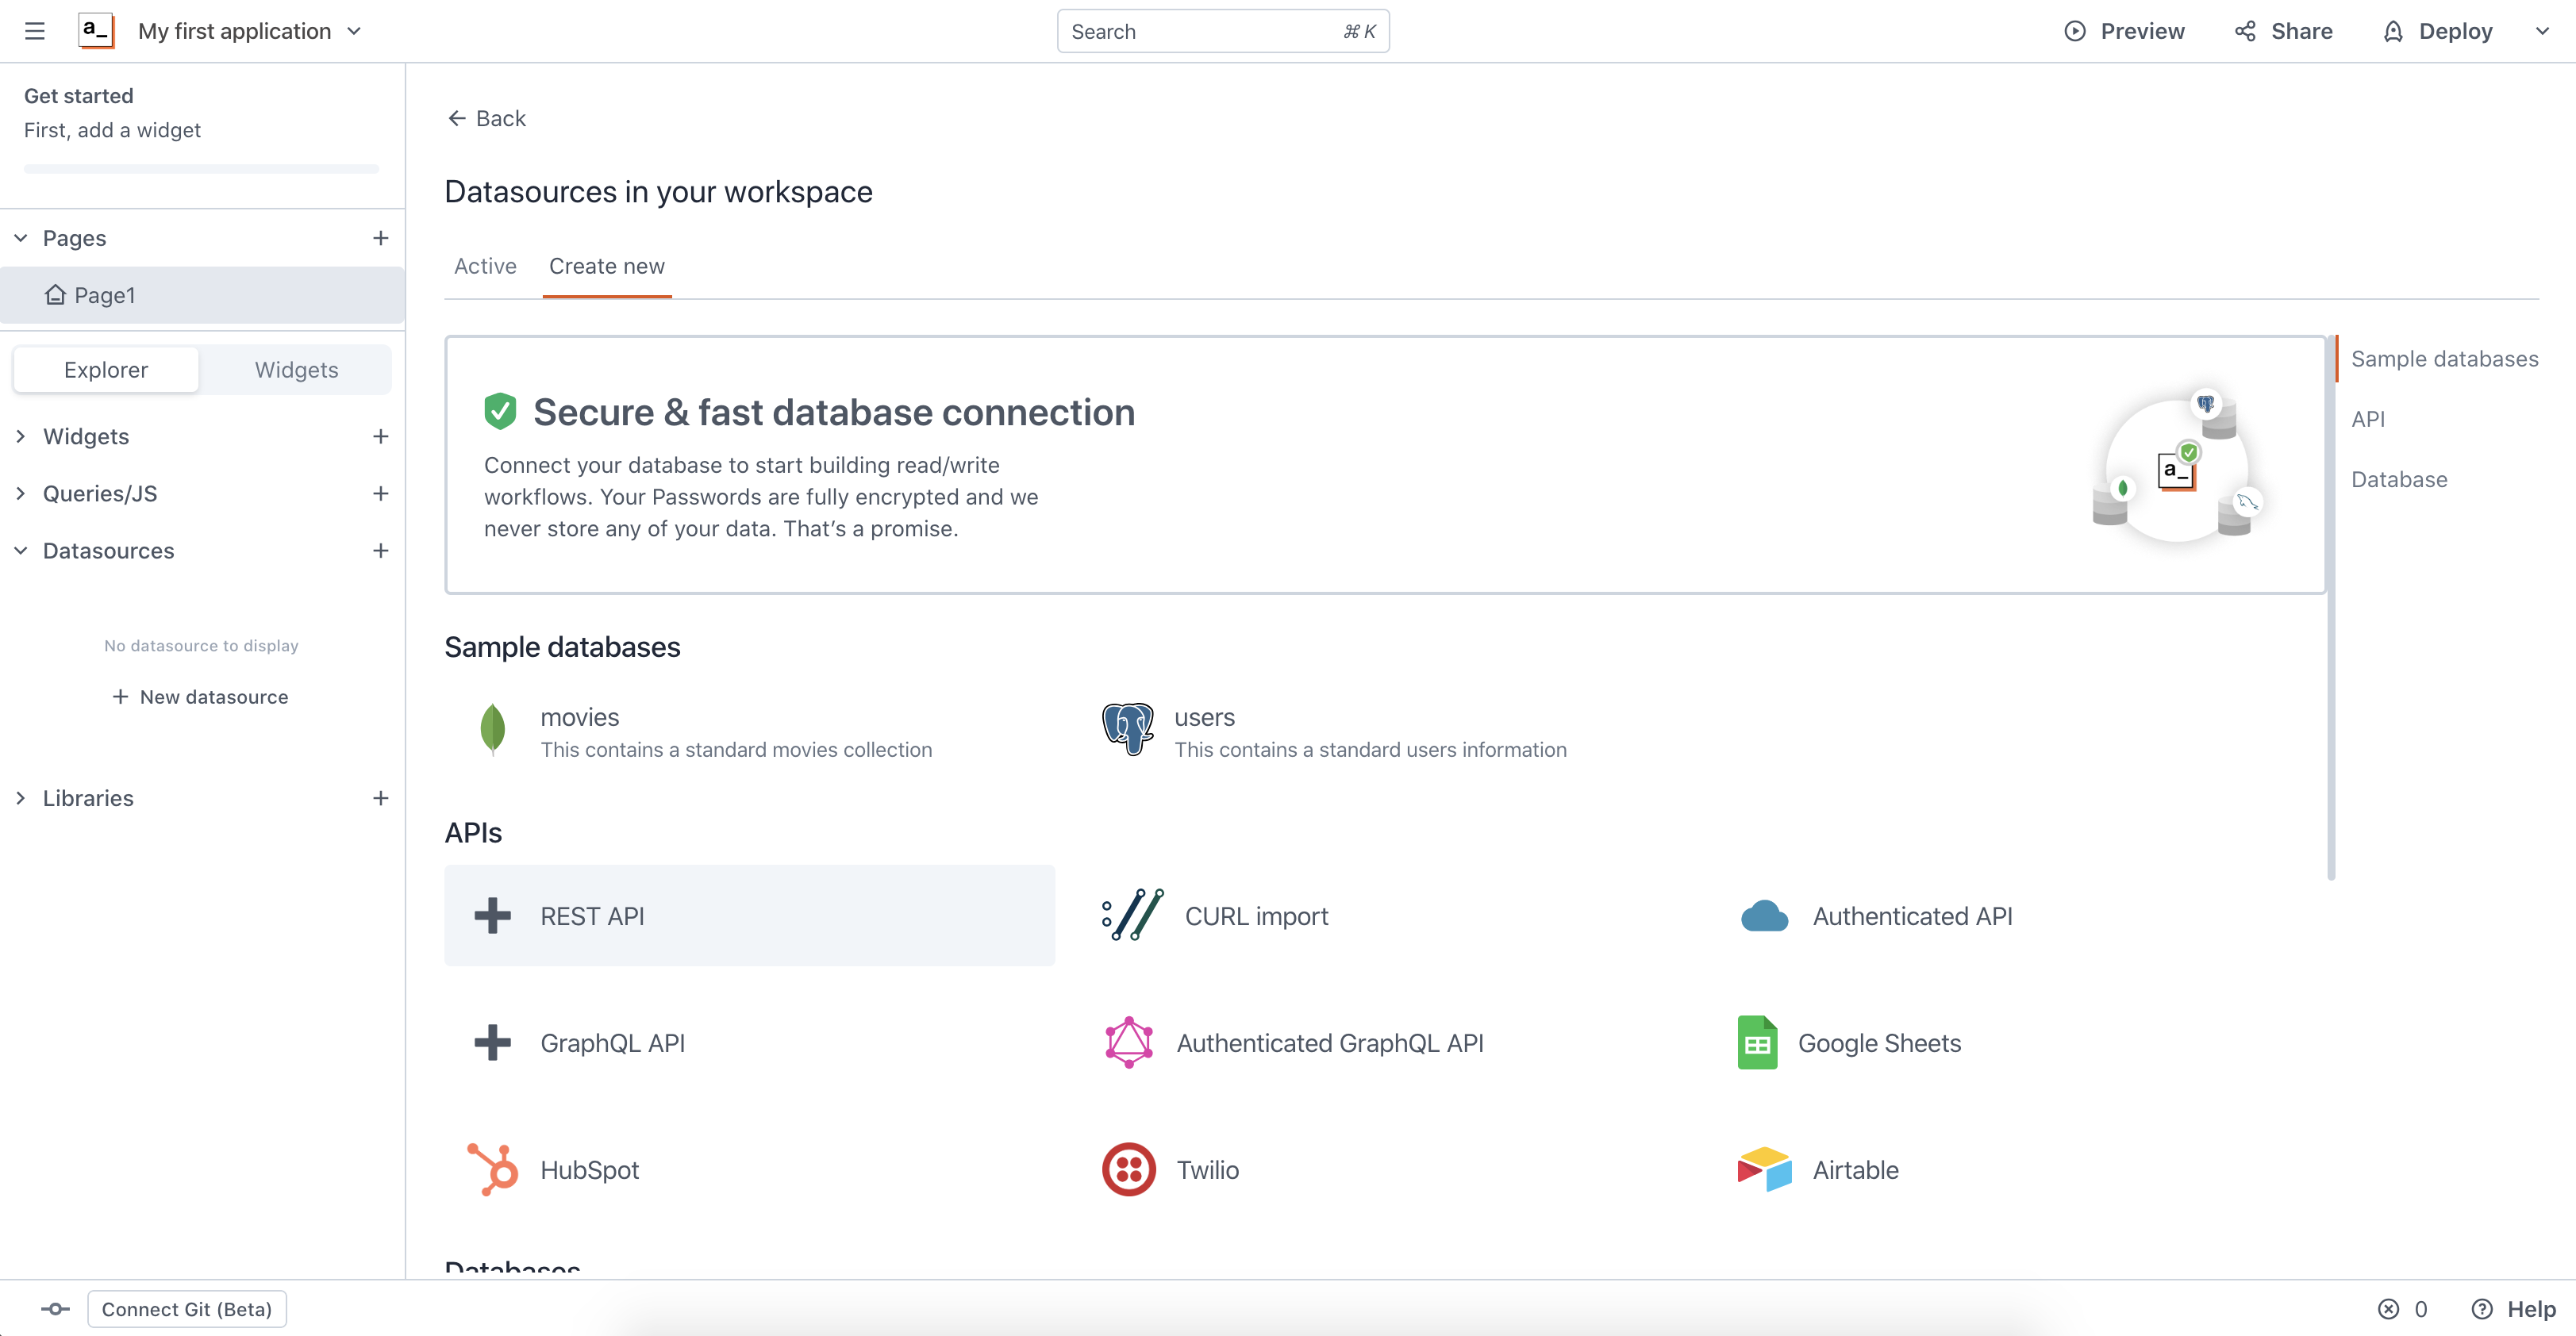 a_ My first application
Search ⌘ K
Preview Share Deploy
Get started
First, add a widget
Pages
Page1
Explorer Widgets
Widgets
Queries/JS
Datasources
No datasource to display
+ New datasource
Libraries
← Back
Datasources in your workspace
Active Create new
Secure & fast database connection
Connect your database to start building read/write
workflows. Your Passwords are fully encrypted and we
never store any of your data. That’s a promise.
a_
Sample databases
API
Database
Sample databases
movies
This contains a standard movies collection
users
This contains a standard users information
APIs
REST API
CURL import
Authenticated API
GraphQL API
Authenticated GraphQL API
Google Sheets
HubSpot
Twilio
Airtable
Databases
Connect Git (Beta)
0 Help